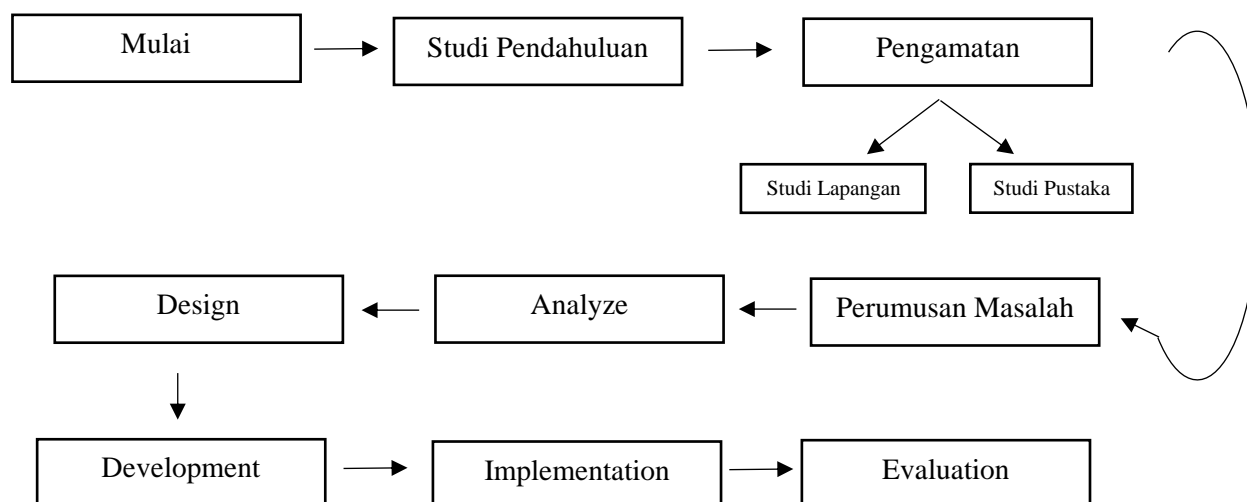 Mulai
Studi Pendahuluan
Pengamatan
Studi Lapangan
Studi Pustaka
Perumusan Masalah
Analyze
Design
Development
Implementation
Evaluation